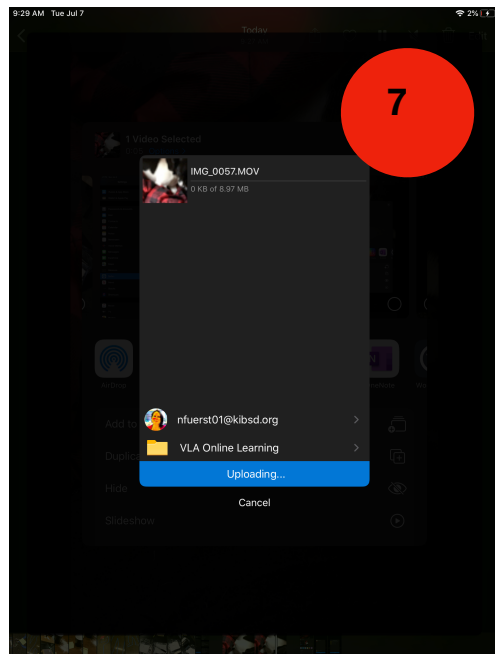 9:29 AM Tue Jul 7
2%
Today
7
1 Video Selected
IMG_0057.MOV
0 KB of 8.97 MB
AirDrop
nfuerst01@kibsd.org
Add to
VLA Online Learning
Duplic
Uploading...
Hide
Cancel
Slideshow